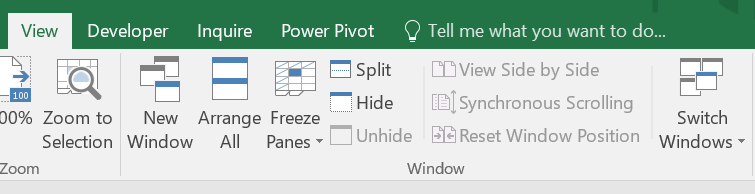 View Developer Inquire Power Pivot Tell me what you want to do...
100
00% Zoom to Selection
New Window
Arrange All
Freeze Panes
Split
Hide
Unhide
View Side by Side
Synchronous Scrolling
Reset Window Position
Switch Windows
Zoom Window